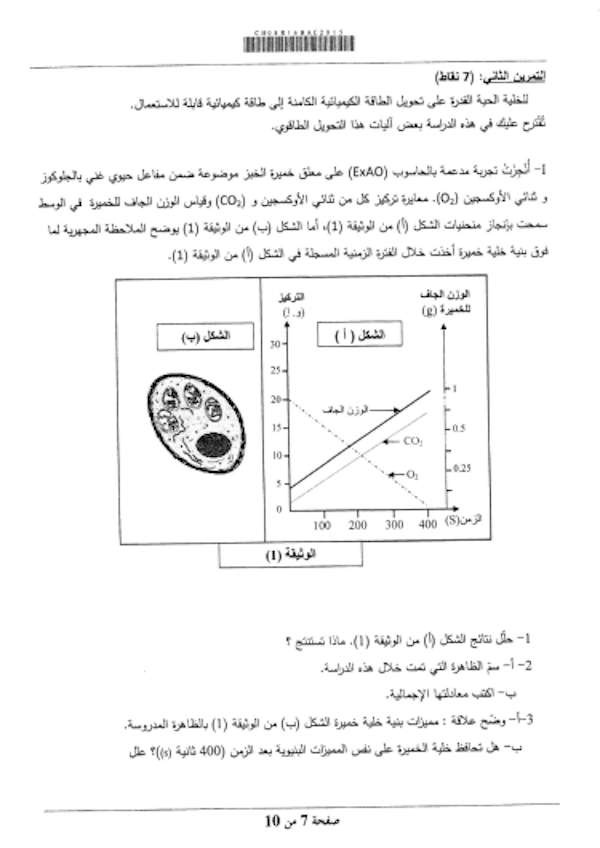 CHOXX16BAC2915
التمرين الثاني: (7 نقاط)
للخلية الحية القدرة على تحويل الطاقة الكيميائية الكامنة إلى طاقة كيميائية قابلة للاستعمال.
نُقترح عليك في هذه الدراسة بعض آليات هذا التحويل الطاقوي.
I- أُنجِزَتْ تجربة مدعمة بالحاسوب (ExAO) على معلق خميرة الخبز موضوعة ضمن مفاعل حيوي غني بالجلوكوز
و ثنائي الأوكسجين (O₂). معايرة تركيز كل من ثنائي الأوكسجين و (CO₂) وقياس الوزن الجاف للخميرة في الوسط
سمحت بإنجاز منحنيات الشكل (أ) من الوثيقة (1)، أما الشكل (ب) من الوثيقة (1) يوضح الملاحظة المجهرية لما
فوق بنية خلية خميرة أخذت خلال الفترة الزمنية المسجلة في الشكل (أ) من الوثيقة (1).
الشكل (ب)
التركيز
(و. إ)
الشكل ( أ )
الوزن الجاف
للخميرة (g)
30
25
20
15
10
5
0
الوزن الجاف
CO₂
O₂
1
0.5
0.25
100 200 300 400
الزمن(S)
الوثيقة (1)
1- حلّل نتائج الشكل (أ) من الوثيقة (1). ماذا تستنتج ؟
2- أ- سمّ الظاهرة التي تمت خلال هذه الدراسة.
ب- اكتب معادلتها الإجمالية.
3-أ- وضّح علاقة : مميزات بنية خلية خميرة الشكل (ب) من الوثيقة (1) بالظاهرة المدروسة.
ب- هل تحافظ خلية الخميرة على نفس المميزات البنيوية بعد الزمن (400 ثانية (s))؟ علل
صفحة 7 من 10